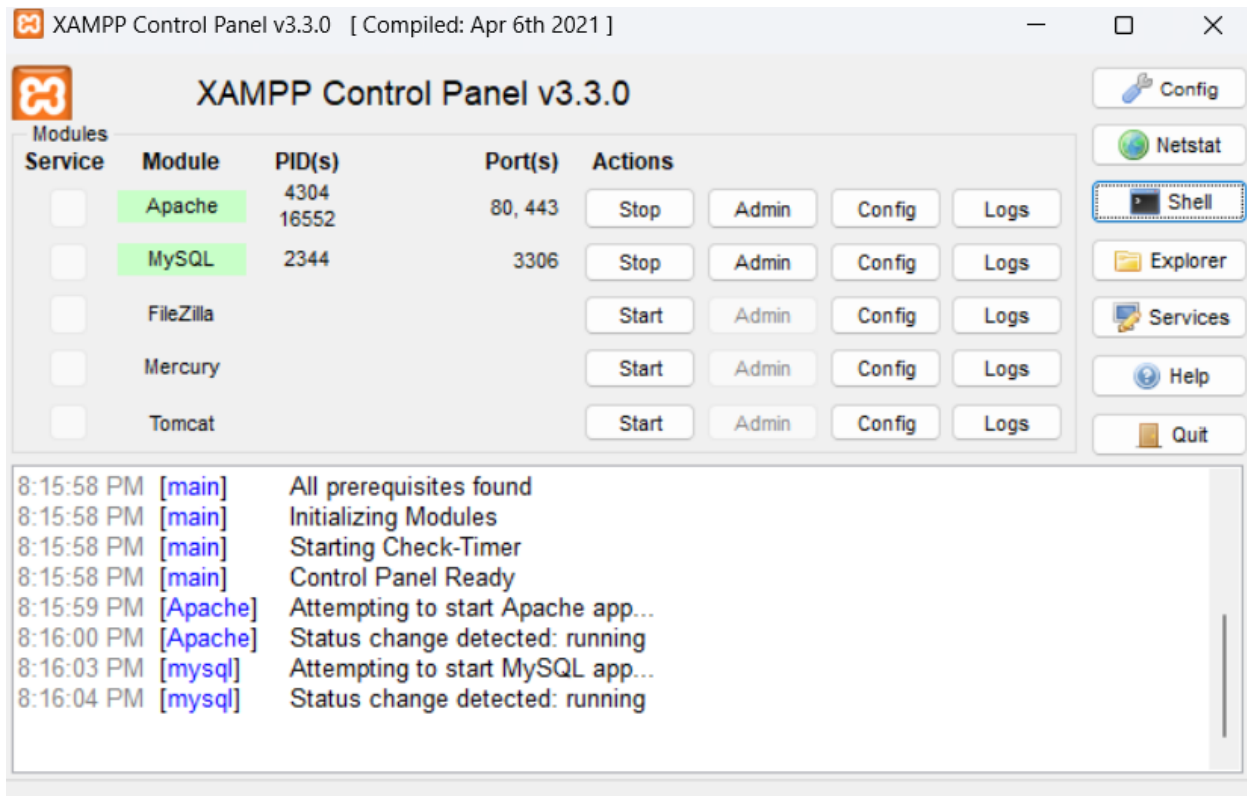 XAMPP Control Panel v3.3.0 [ Compiled: Apr 6th 2021 ]
XAMPP Control Panel v3.3.0
Config
Modules
Service Module PID(s) Port(s) Actions
Netstat
Apache 4304 16552 80, 443 Stop Admin Config Logs
Shell
MySQL 2344 3306 Stop Admin Config Logs
Explorer
FileZilla Start Admin Config Logs
Services
Mercury Start Admin Config Logs
Help
Tomcat Start Admin Config Logs
Quit
8:15:58 PM [main] All prerequisites found
8:15:58 PM [main] Initializing Modules
8:15:58 PM [main] Starting Check-Timer
8:15:58 PM [main] Control Panel Ready
8:15:59 PM [Apache] Attempting to start Apache app...
8:16:00 PM [Apache] Status change detected: running
8:16:03 PM [mysql] Attempting to start MySQL app...
8:16:04 PM [mysql] Status change detected: running